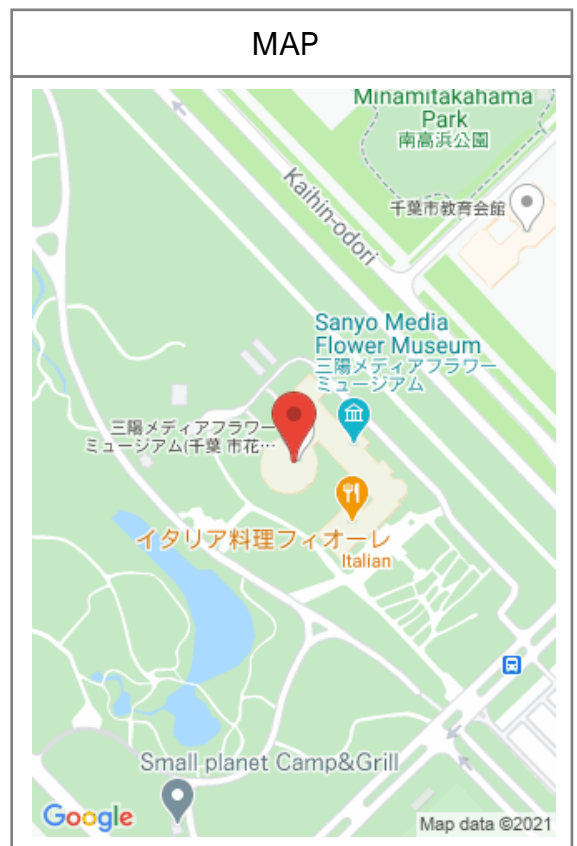 MAP
Minamitakahama
Park
南高浜公園
Kaihin-odori
千葉市教育会館
Sanyo Media
Flower Museum
三陽メディアフラワー
ミュージアム
三陽メディアフラワー
ミュージアム(千葉 市花…
イタリア料理フィオーレ
Italian
Small planet Camp&Grill
Google
Map data ©2021